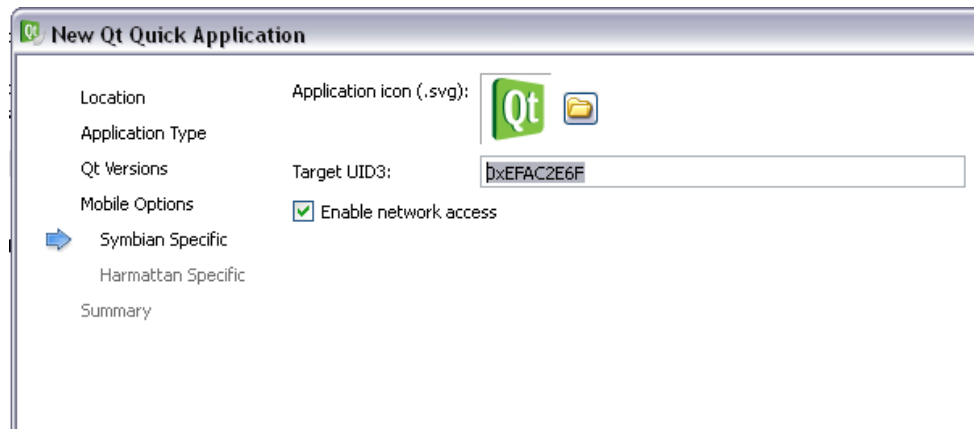 New Qt Quick Application
Location
Application Type
Qt Versions
Mobile Options
Symbian Specific
Harmattan Specific
Summary
Application icon (.svg):
Qt
Target UID3:
0xEFAC2E6F
Enable network access